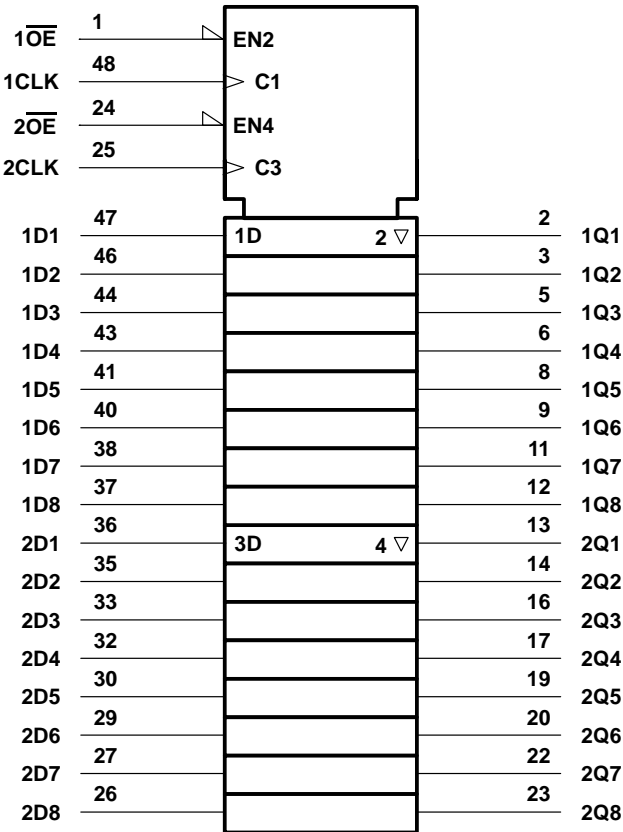 1O̅E̅ 1 EN2
1CLK 48 C1
2O̅E̅ 24 EN4
2CLK 25 C3
1D1 47 1D 2 ▽ 2 1Q1
1D2 46 3 1Q2
1D3 44 5 1Q3
1D4 43 6 1Q4
1D5 41 8 1Q5
1D6 40 9 1Q6
1D7 38 11 1Q7
1D8 37 12 1Q8
2D1 36 3D 4 ▽ 13 2Q1
2D2 35 14 2Q2
2D3 33 16 2Q3
2D4 32 17 2Q4
2D5 30 19 2Q5
2D6 29 20 2Q6
2D7 27 22 2Q7
2D8 26 23 2Q8